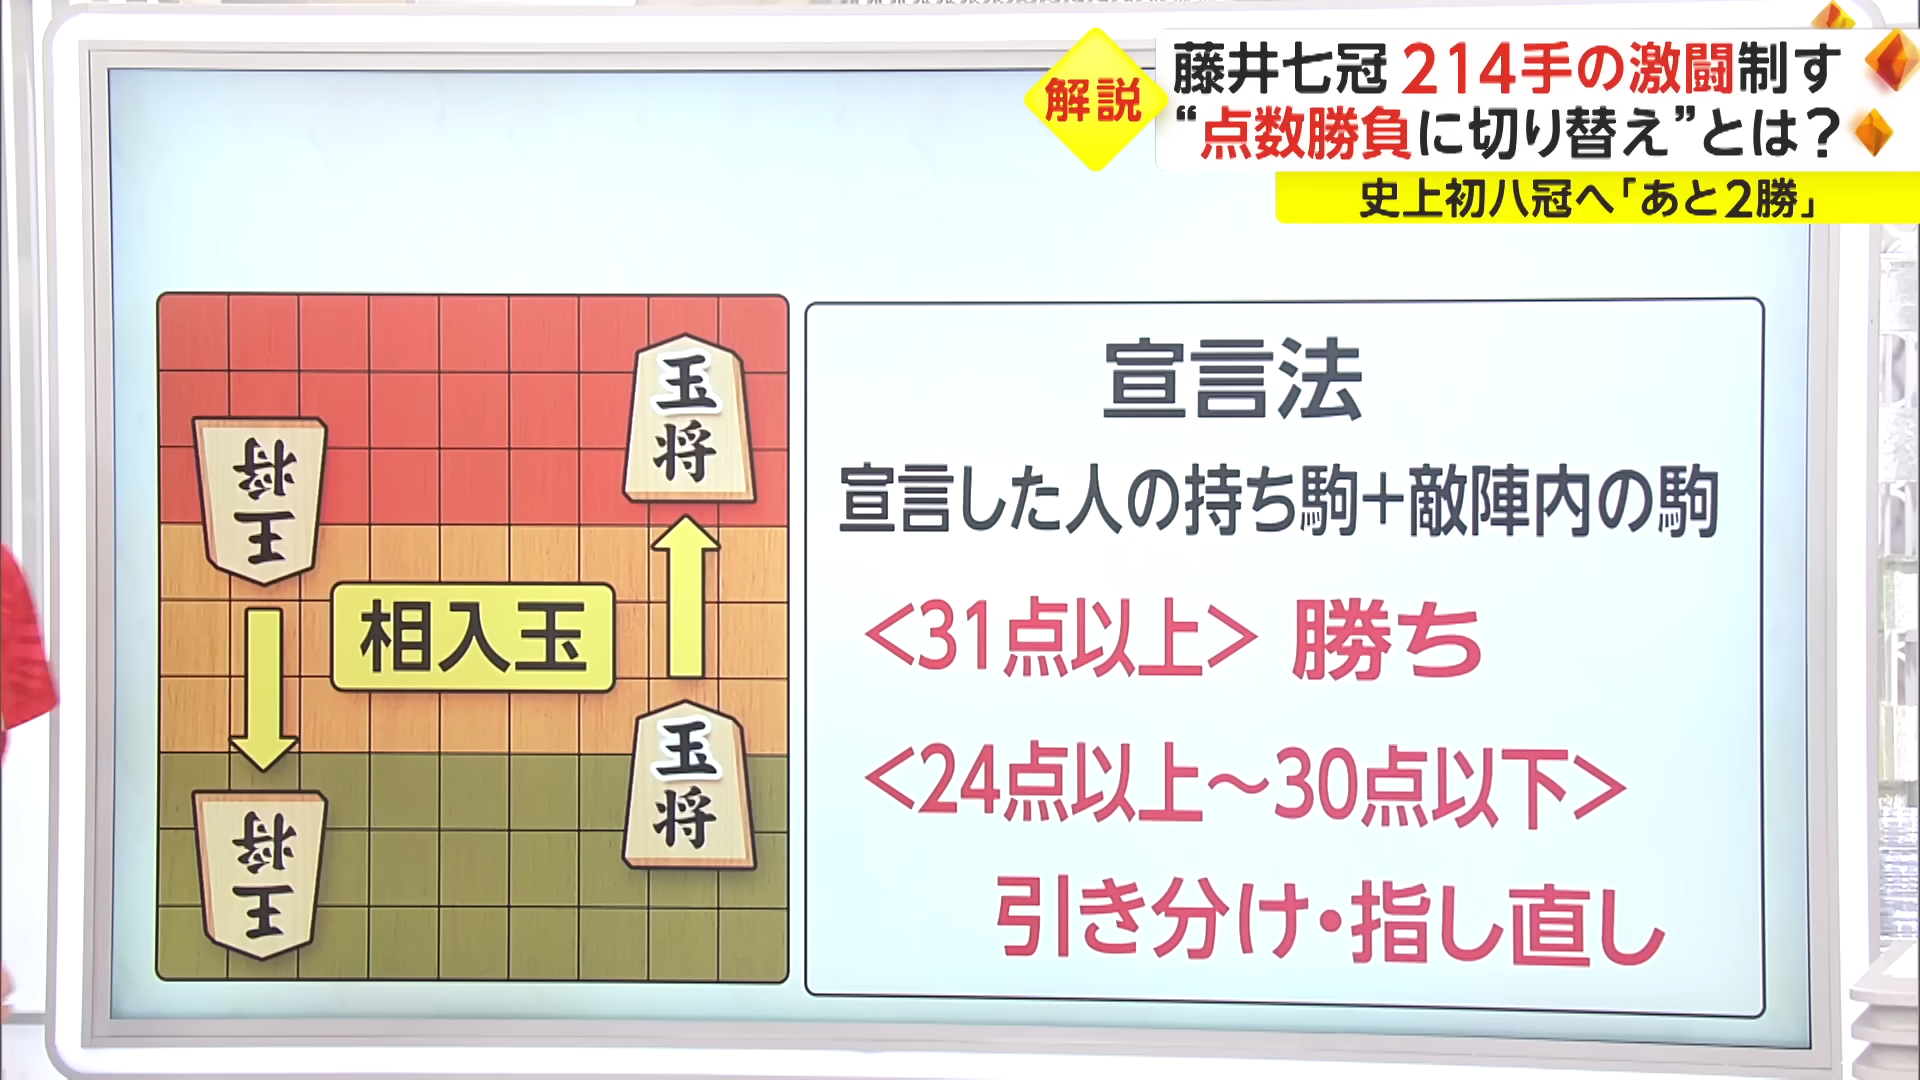 解説
藤井七冠 214手の激闘制す
“点数勝負に切り替え”とは？
史上初八冠へ「あと2勝」
玉将
王将
相入玉
玉将
王将
宣言法
宣言した人の持ち駒＋敵陣内の駒
＜31点以上＞ 勝ち
＜24点以上～30点以下＞
引き分け・指し直し